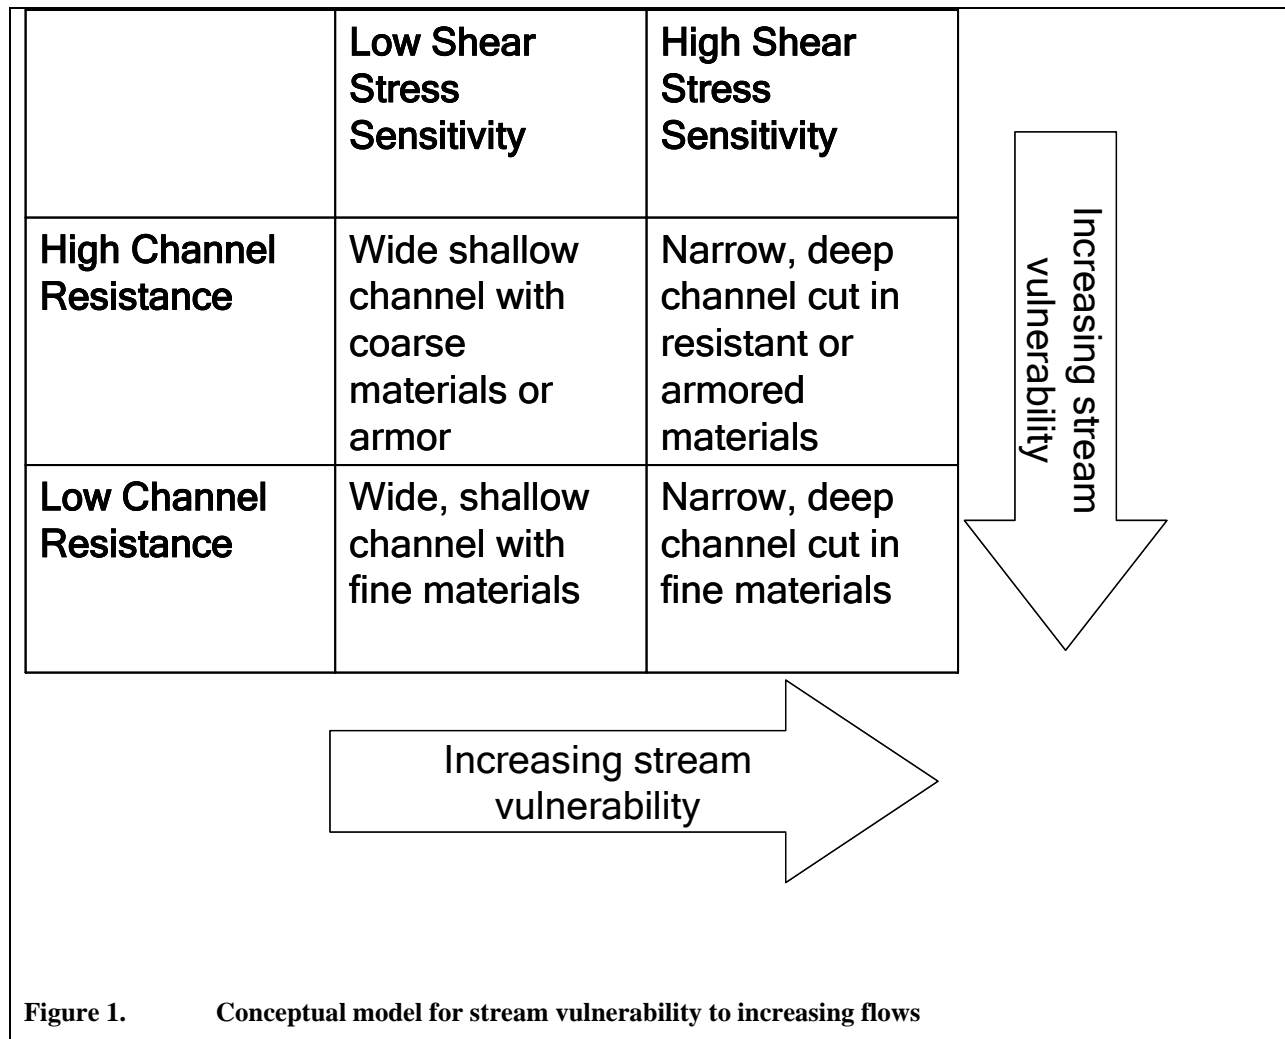 Low Shear
Stress
Sensitivity
High Shear
Stress
Sensitivity
High Channel
Resistance
Wide shallow
channel with
coarse
materials or
armor
Narrow, deep
channel cut in
resistant or
armored
materials
Low Channel
Resistance
Wide, shallow
channel with
fine materials
Narrow, deep
channel cut in
fine materials
Increasing stream
vulnerability
Increasing stream
vulnerability
Figure 1. Conceptual model for stream vulnerability to increasing flows